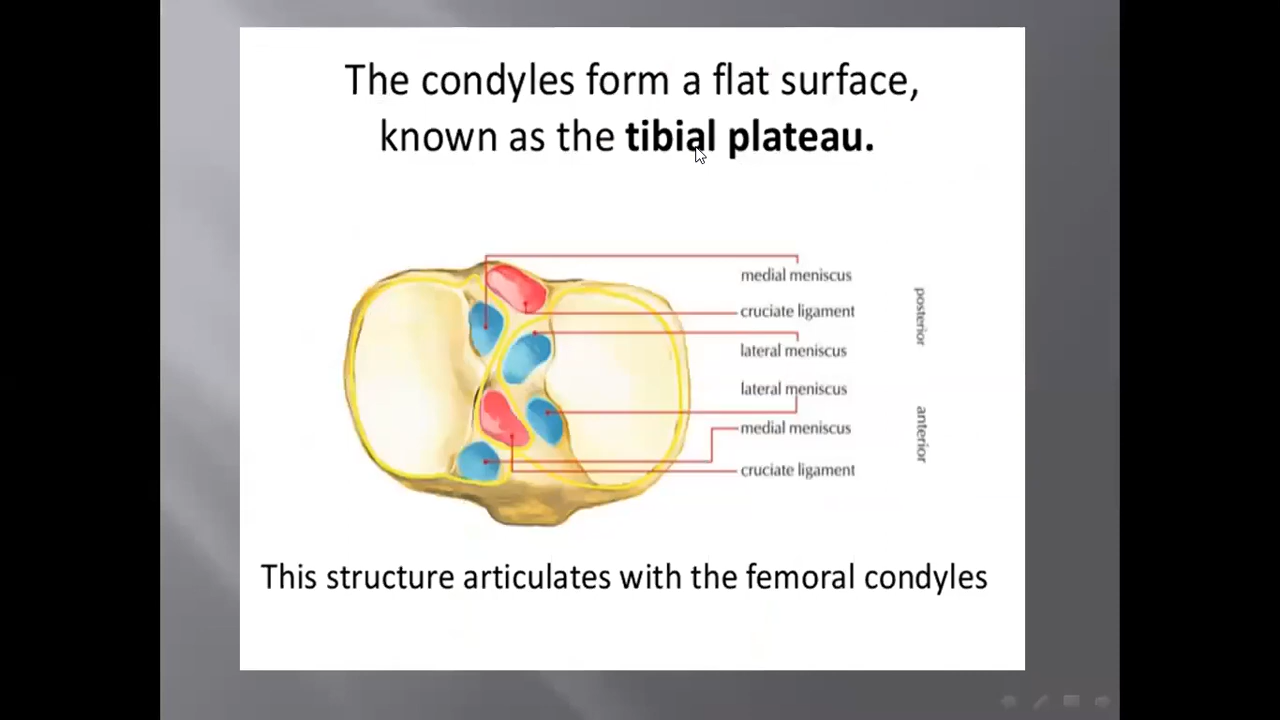 The condyles form a flat surface,
known as the tibial plateau.
medial meniscus
cruciate ligament
lateral meniscus
lateral meniscus
medial meniscus
cruciate ligament
posterior
anterior
This structure articulates with the femoral condyles